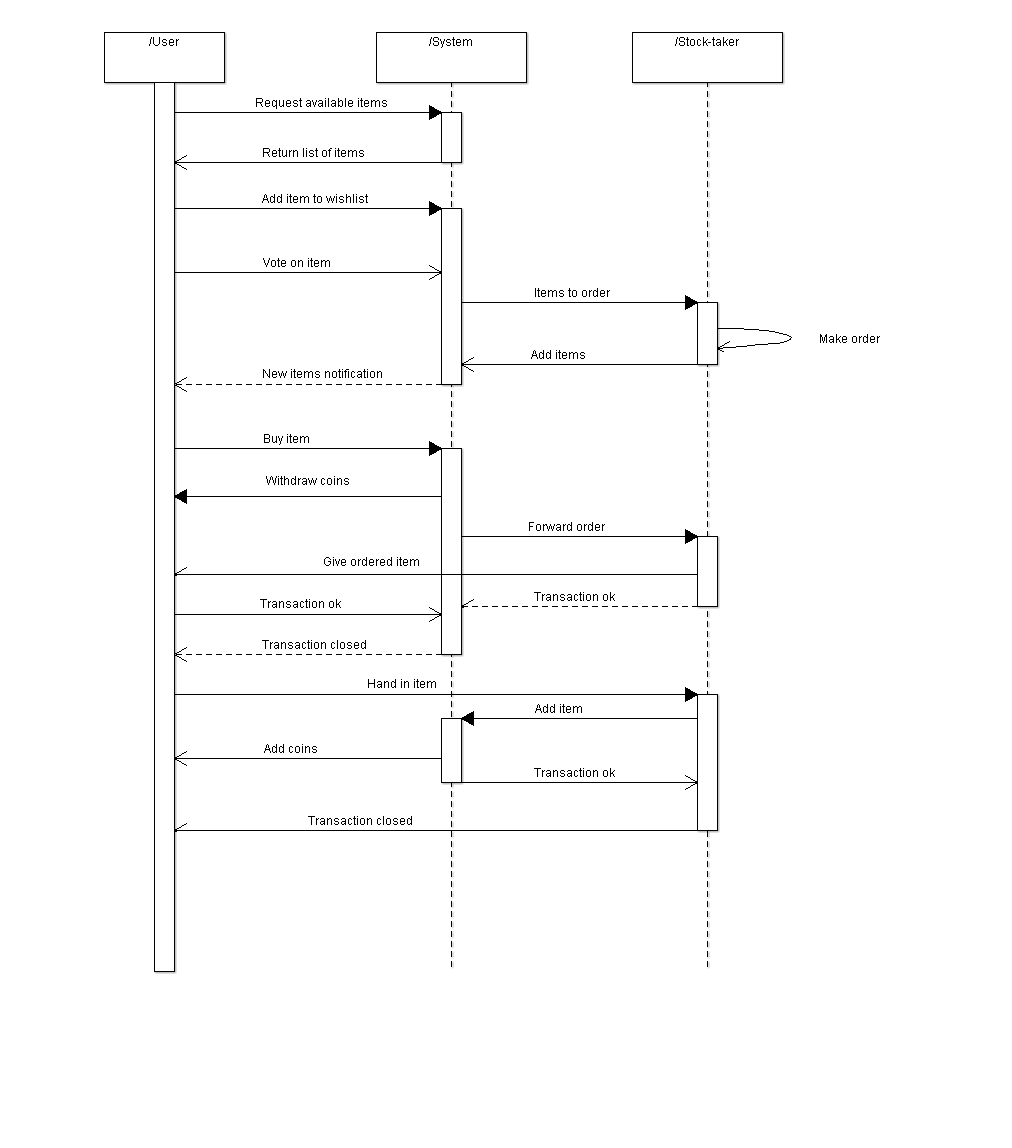 /User
/System
/Stock-taker
Request available items
Return list of items
Add item to wishlist
Vote on item
Items to order
Make order
Add items
New items notification
Buy item
Withdraw coins
Forward order
Give ordered item
Transaction ok
Transaction ok
Transaction closed
Hand in item
Add item
Add coins
Transaction ok
Transaction closed